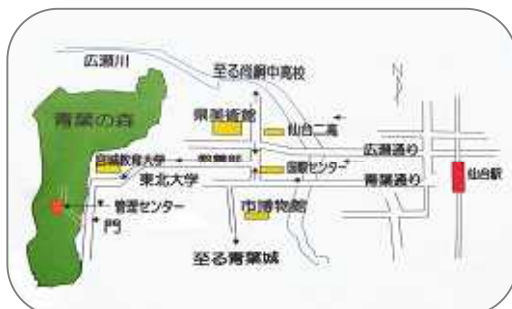 広瀬川
至る尚絅中高校
N
青葉の森
県美術館
仙台二高
広瀬通り
宮城教育大学
国際センター
仙台駅
東北大学
青葉通り
管理センター
市博物館
門
至る青葉城